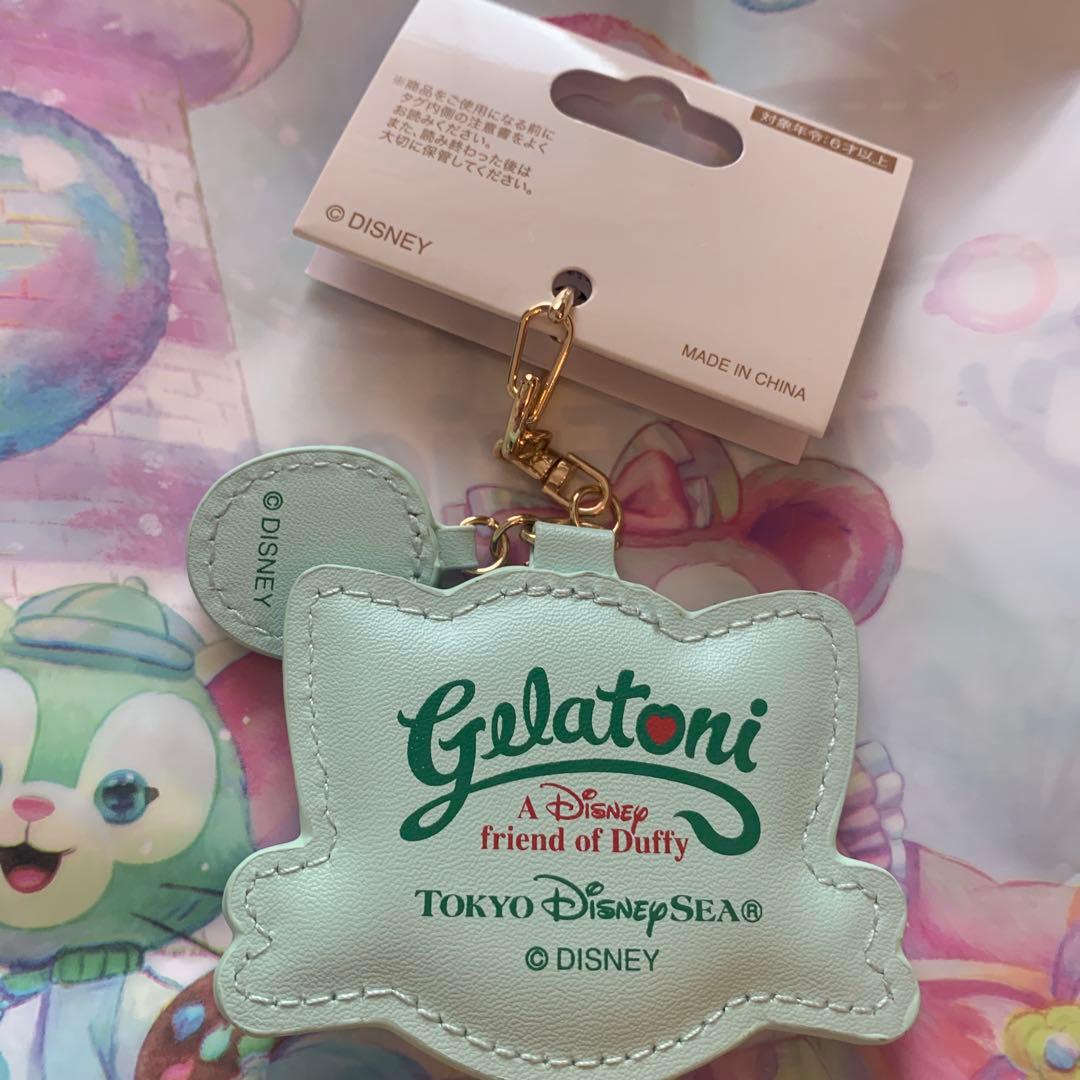 ※商品をご使用になる前に
タグ内側の注意書をよく
お読みください。
また、読み終わった後は
大切に保管してください。
対象年令:6才以上
© DISNEY
MADE IN CHINA
© DISNEY
Gelatoni
A Disney
friend of Duffy
TOKYO DISNEYSEA®
© DISNEY